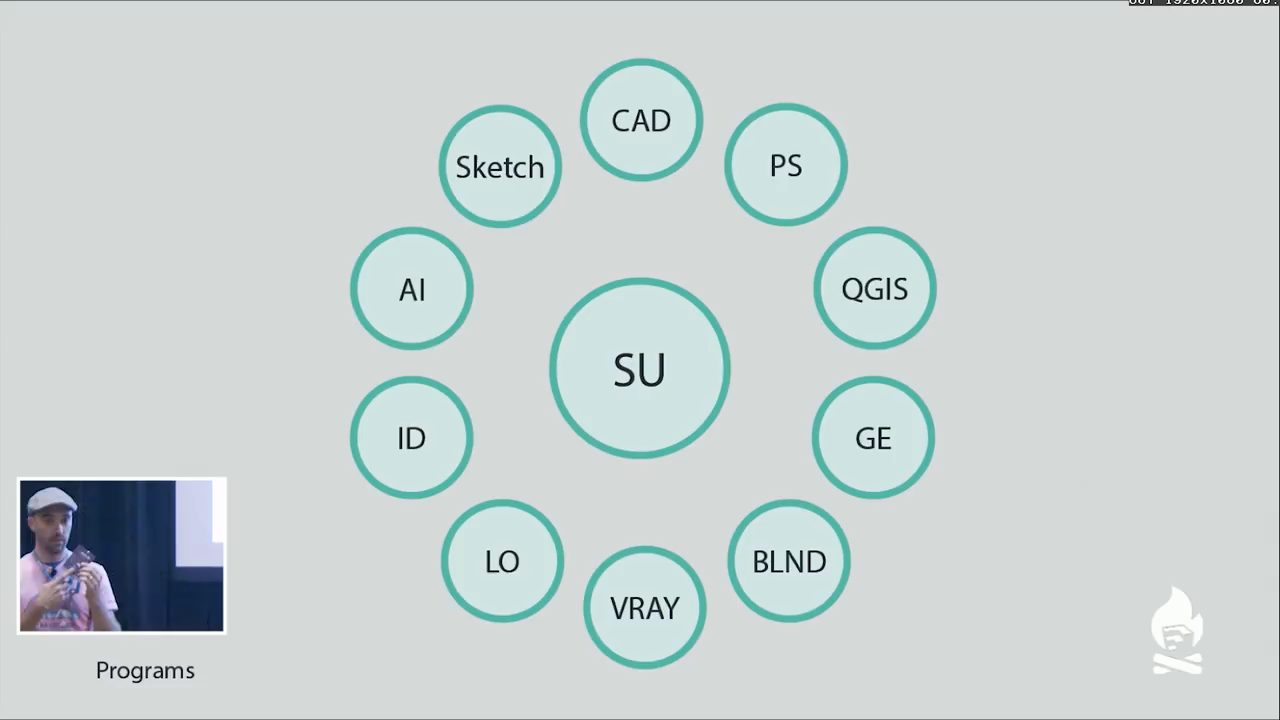 CAD
Sketch
PS
AI
QGIS
SU
ID
GE
LO
BLND
VRAY
Programs